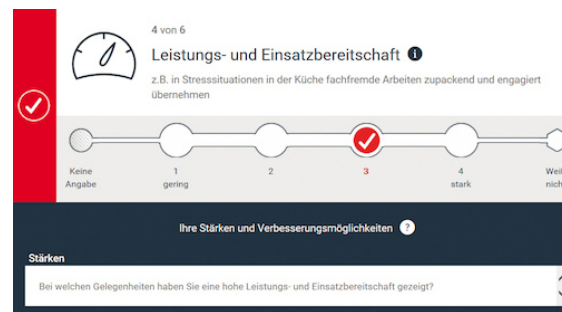 4 von 6
Leistungs- und Einsatzbereitschaft i
z.B. in Stresssituationen in der Küche fachfremde Arbeiten zupackend und engagiert
übernehmen
Keine
Angabe
1
gering
2
3
4
stark
Wei
nich
Ihre Stärken und Verbesserungsmöglichkeiten ?
Stärken
Bei welchen Gelegenheiten haben Sie eine hohe Leistungs- und Einsatzbereitschaft gezeigt?